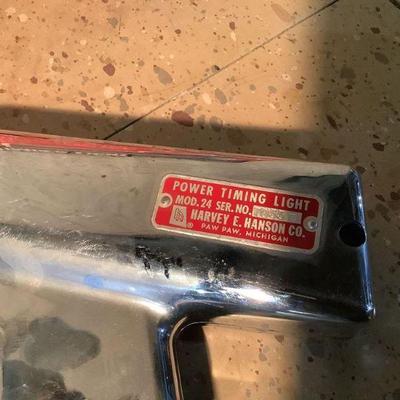 POWER TIMING LIGHT
MOD. 24 SER. NO.
HARVEY E. HANSON CO.
® PAW PAW, MICHIGAN